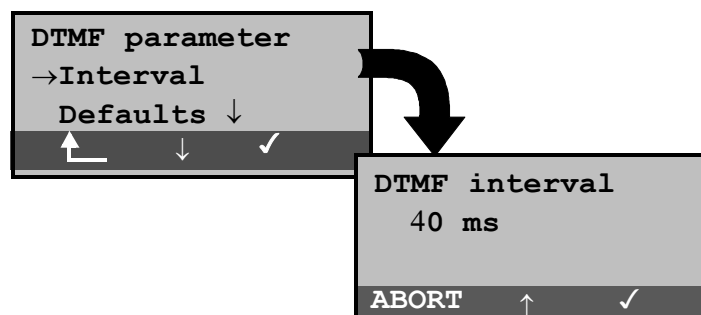 DTMF parameter
→Interval
Defaults ↓
↓ ✓
DTMF interval
40 ms
ABORT ↑ ✓